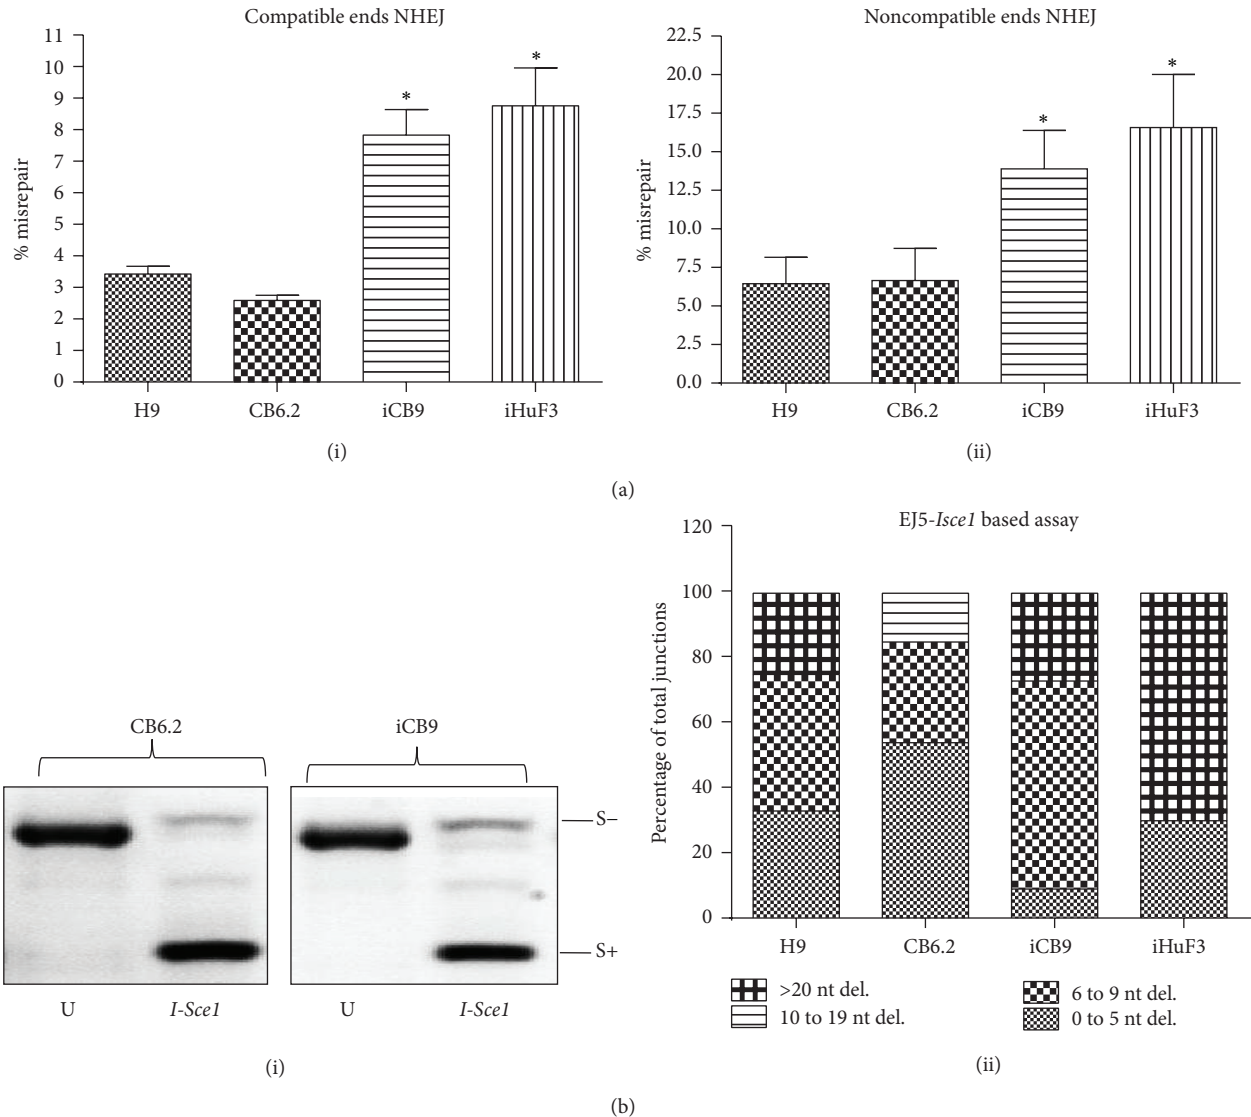 Compatible ends NHEJ
11
10
9
8
7
6
5
4
3
2
1
0
% misrepair
*
*
H9 CB6.2 iCB9 iHuF3
(i)
Noncompatible ends NHEJ
22.5
20.0
17.5
15.0
12.5
10.0
7.5
5.0
2.5
0.0
% misrepair
*
*
H9 CB6.2 iCB9 iHuF3
(ii)
(a)
CB6.2 iCB9
S−
S+
U I-Sce1 U I-Sce1
(i)
EJ5-Isce1 based assay
120
100
80
60
40
20
0
Percentage of total junctions
H9 CB6.2 iCB9 iHuF3
>20 nt del.
10 to 19 nt del.
6 to 9 nt del.
0 to 5 nt del.
(ii)
(b)